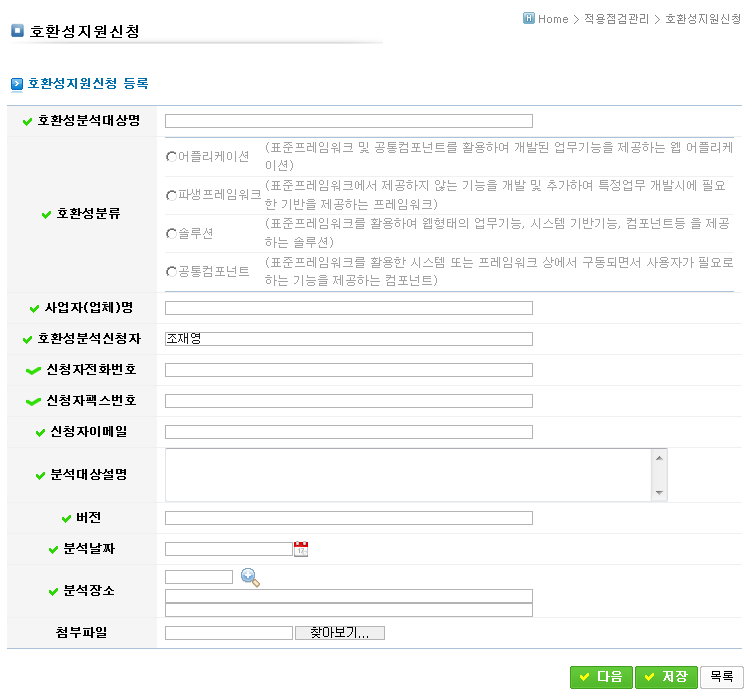 호환성지원신청
Home > 적용점검관리 > 호환성지원신청
호환성지원신청 등록
호환성분석대상명
호환성분류
어플리케이션
(표준프레임워크 및 공통컴포넌트를 활용하여 개발된 업무기능을 제공하는 웹 어플리케
이션)
파생프레임워크
(표준프레임워크에서 제공하지 않는 기능을 개발 및 추가하여 특정업무 개발시에 필요
한 기반을 제공하는 프레임워크)
솔루션
(표준프레임워크를 활용하여 웹형태의 업무기능, 시스템 기반기능, 컴포넌트등 을 제공
하는 솔루션)
공통컴포넌트
(표준프레임워크를 활용한 시스템 또는 프레임워크 상에서 구동되면서 사용자가 필요로
하는 기능을 제공하는 컴포넌트)
사업자(업체)명
호환성분석신청자
조재영
신청자전화번호
신청자팩스번호
신청자이메일
분석대상설명
버전
분석날짜
분석장소
첨부파일
찾아보기...
다음
저장
목록